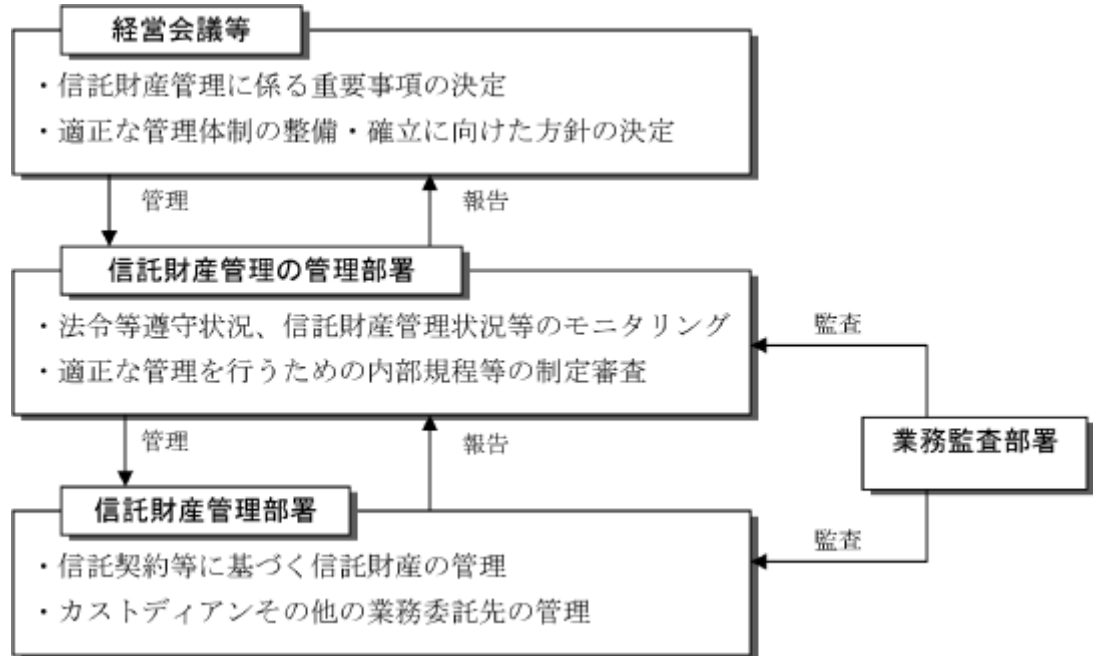 経営会議等
・信託財産管理に係る重要事項の決定
・適正な管理体制の整備・確立に向けた方針の決定
管理
報告
信託財産管理の管理部署
・法令等遵守状況、信託財産管理状況等のモニタリング
・適正な管理を行うための内部規程等の制定審査
監査
管理
報告
業務監査部署
信託財産管理部署
・信託契約等に基づく信託財産の管理
・カストディアンその他の業務委託先の管理
監査